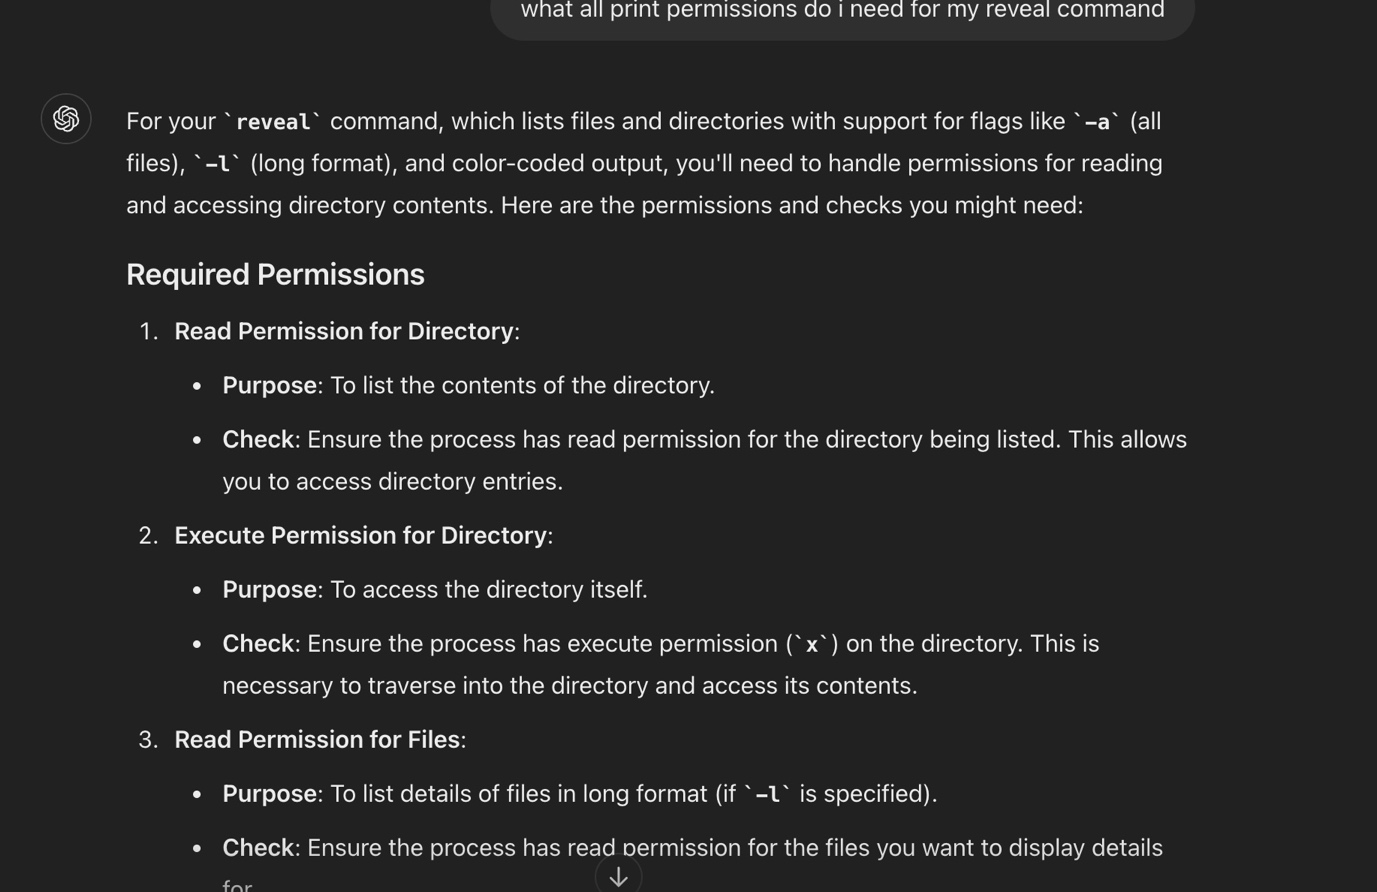 what all print permissions do i need for my reveal command
For your `reveal` command, which lists files and directories with support for flags like `-a` (all
files), `-l` (long format), and color-coded output, you'll need to handle permissions for reading
and accessing directory contents. Here are the permissions and checks you might need:
Required Permissions
1. Read Permission for Directory:
• Purpose: To list the contents of the directory.
• Check: Ensure the process has read permission for the directory being listed. This allows
you to access directory entries.
2. Execute Permission for Directory:
• Purpose: To access the directory itself.
• Check: Ensure the process has execute permission (`x`) on the directory. This is
necessary to traverse into the directory and access its contents.
3. Read Permission for Files:
• Purpose: To list details of files in long format (if `-l` is specified).
• Check: Ensure the process has read permission for the files you want to display details
for